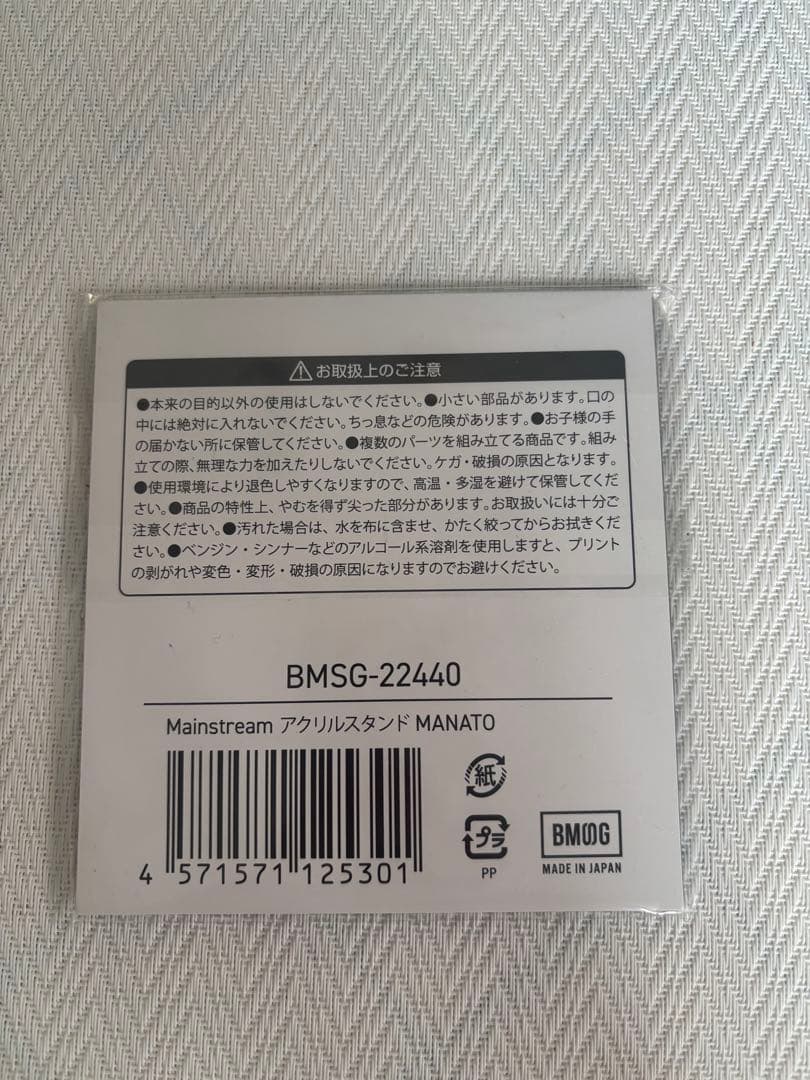 ⚠お取扱上のご注意
●本来の目的以外の使用はしないでください。●小さい部品があります。口の
中には絶対に入れないでください。ちっ息などの危険があります。●お子様の手
の届かない所に保管してください。●複数のパーツを組み立てる商品です。組み
立ての際、無理な力を加えたりしないでください。ケガ・破損の原因となります。
●使用環境により退色しやすくなりますので、高温・多湿を避けて保管してくだ
さい。●商品の特性上、やむを得ず尖った部分があります。お取扱いには十分ご
注意ください。●汚れた場合は、水を布に含ませ、かたく絞ってからお拭きくだ
さい。●ベンジン・シンナーなどのアルコール系溶剤を使用しますと、プリント
の剥がれや変色・変形・破損の原因になりますのでお避けください。
BMSG-22440
Mainstream アクリルスタンド MANATO
4 571571 125301
紙
プラ
PP
BMSG
MADE IN JAPAN